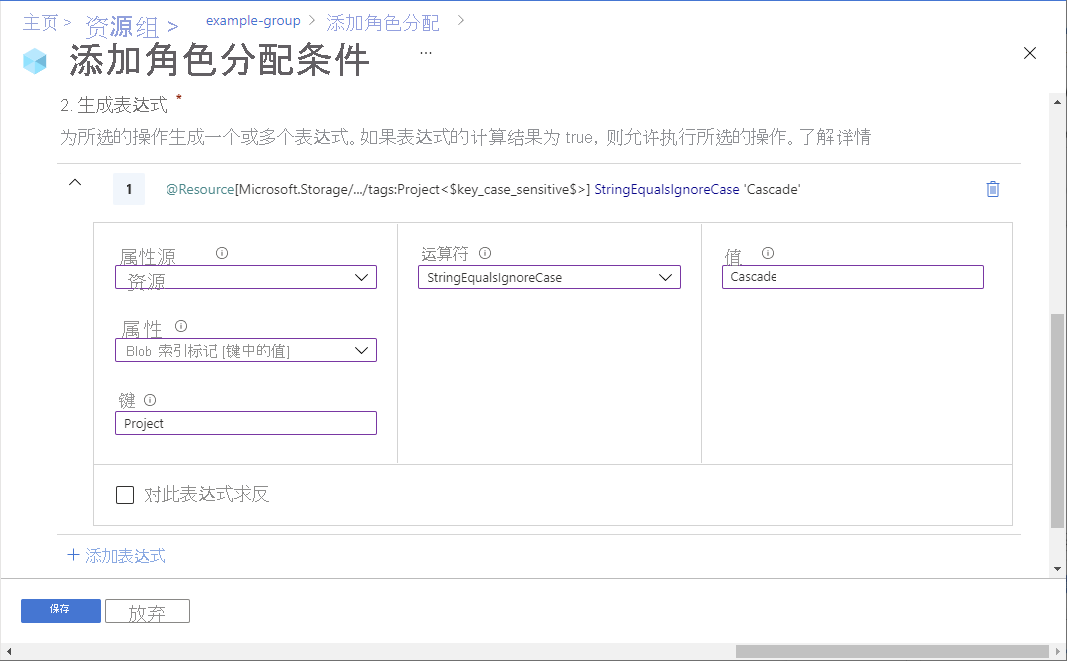 主页 > 资源组 > example-group > 添加角色分配 >
添加角色分配条件 ...
2. 生成表达式 *
为所选的操作生成一个或多个表达式。如果表达式的计算结果为 true，则允许执行所选的操作。了解详情
1 @Resource[Microsoft.Storage/.../tags:Project<$key_case_sensitive$>] StringEqualsIgnoreCase 'Cascade'
属性源 运算符 值
资源 StringEqualsIgnoreCase Cascade
属性
Blob 索引标记 [键中的值]
键
Project
对此表达式求反
+ 添加表达式
保存 放弃